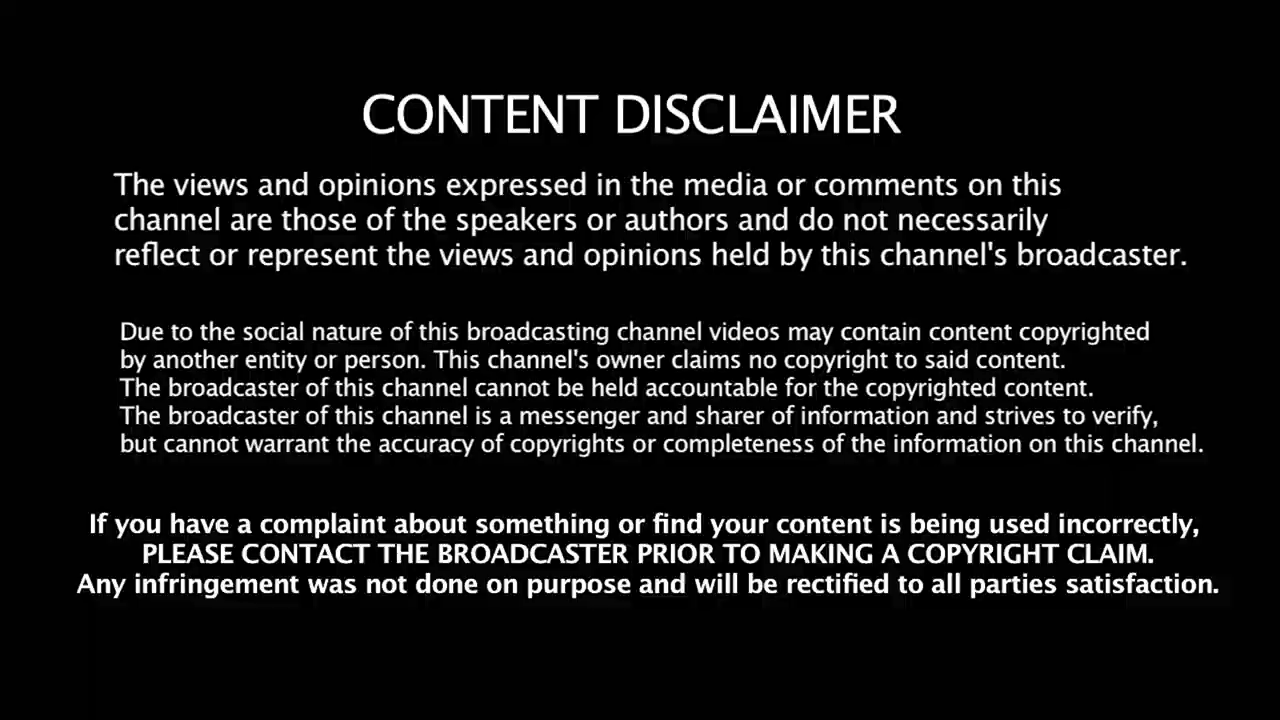 CONTENT DISCLAIMER
The views and opinions expressed in the media or comments on this
channel are those of the speakers or authors and do not necessarily
reflect or represent the views and opinions held by this channel's broadcaster.
Due to the social nature of this broadcasting channel videos may contain content copyrighted
by another entity or person. This channel's owner claims no copyright to said content.
The broadcaster of this channel cannot be held accountable for the copyrighted content.
The broadcaster of this channel is a messenger and sharer of information and strives to verify,
but cannot warrant the accuracy of copyrights or completeness of the information on this channel.
If you have a complaint about something or find your content is being used incorrectly,
PLEASE CONTACT THE BROADCASTER PRIOR TO MAKING A COPYRIGHT CLAIM.
Any infringement was not done on purpose and will be rectified to all parties satisfaction.